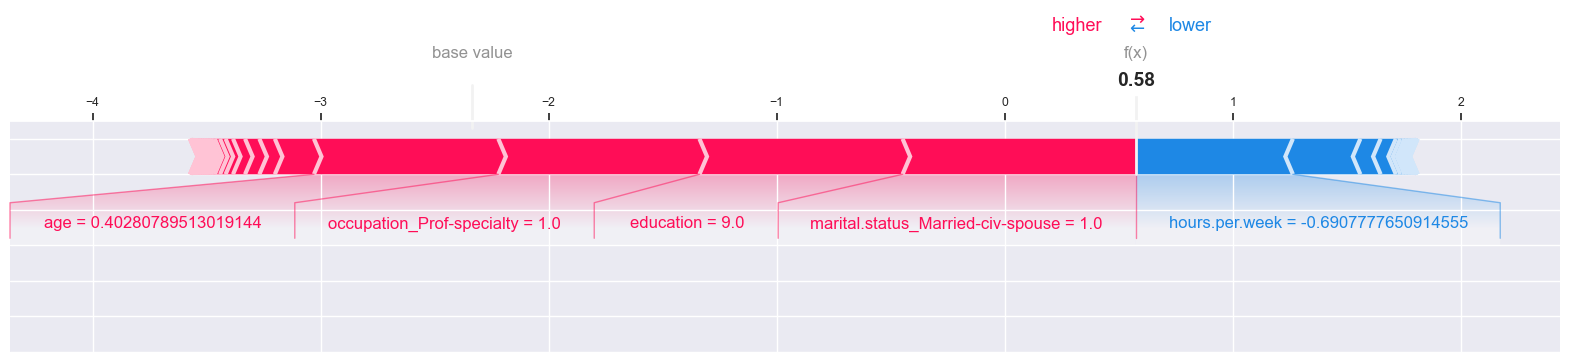 higher ⇄ lower
base value f(x)
0.58
−4 −3 −2 −1 0 1 2
age = 0.40280789513019144 occupation_Prof-specialty = 1.0 education = 9.0 marital.status_Married-civ-spouse = 1.0 hours.per.week = -0.6907777650914555